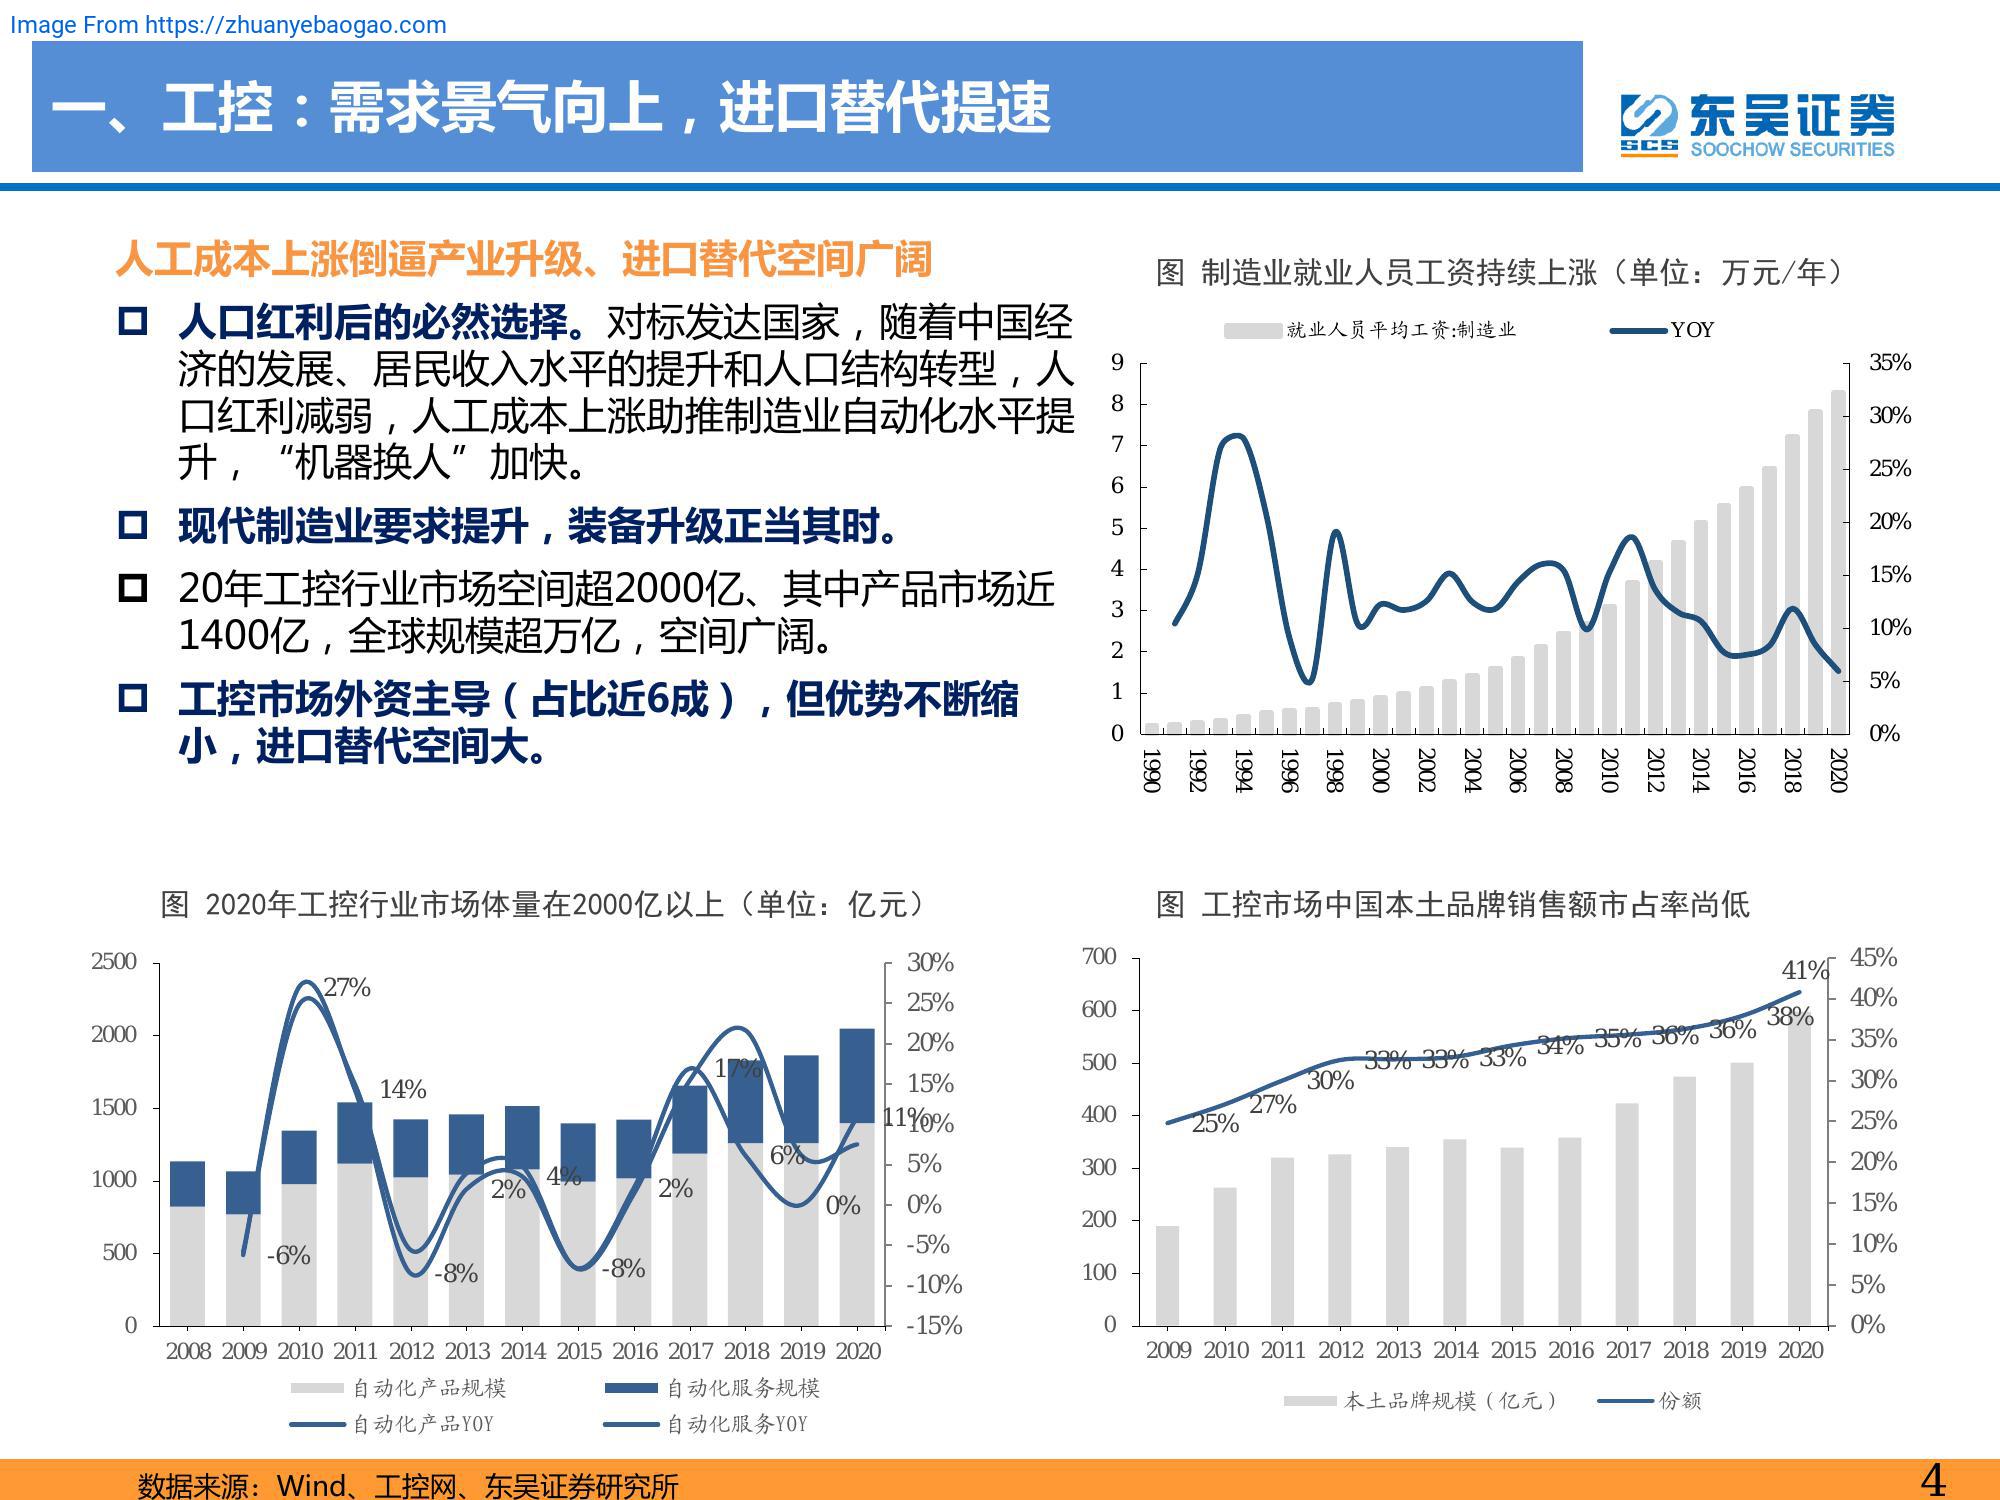 Image From https://zhuanyebaogao.com
一、工控：需求景气向上，进口替代提速
东吴证券
SCS
SOOCHOW SECURITIES
人工成本上涨倒逼产业升级、进口替代空间广阔
人口红利后的必然选择。对标发达国家，随着中国经
济的发展、居民收入水平的提升和人口结构转型，人
口红利减弱，人工成本上涨助推制造业自动化水平提
升，“机器换人”加快。
现代制造业要求提升，装备升级正当其时。
20年工控行业市场空间超2000亿、其中产品市场近
1400亿，全球规模超万亿，空间广阔。
工控市场外资主导（占比近6成），但优势不断缩
小，进口替代空间大。
图 制造业就业人员工资持续上涨（单位：万元/年）
就业人员平均工资:制造业 YOY
9 35%
8 30%
7 25%
6 20%
5 15%
4 10%
3 5%
2 0%
1
0
1990 1992 1994 1996 1998 2000 2002 2004 2006 2008 2010 2012 2014 2016 2018 2020
图 2020年工控行业市场体量在2000亿以上（单位：亿元）
2500 2000 1500 1000 500 0
30% 25% 20% 15% 10% 5% 0% -5% -10% -15%
-6% 27% 14% -8% 2% 4% -8% 2% 17% 6% 0% 11%
2008 2009 2010 2011 2012 2013 2014 2015 2016 2017 2018 2019 2020
自动化产品规模 自动化服务规模
自动化产品YOY 自动化服务YOY
图 工控市场中国本土品牌销售额市占率尚低
700 600 500 400 300 200 100 0
45% 40% 35% 30% 25% 20% 15% 10% 5% 0%
25% 27% 30% 33% 33% 33% 34% 35% 36% 36% 38% 41%
2009 2010 2011 2012 2013 2014 2015 2016 2017 2018 2019 2020
本土品牌规模（亿元） 份额
数据来源：Wind、工控网、东吴证券研究所
4